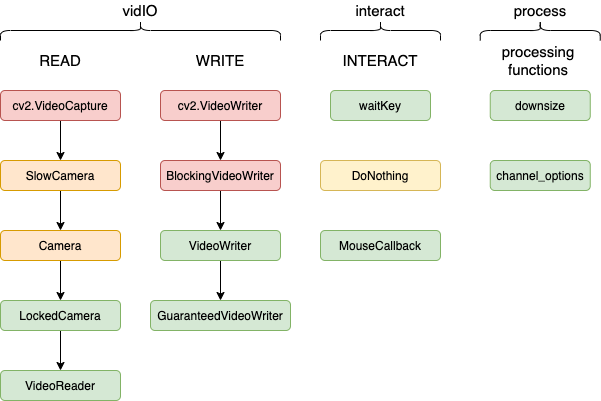 vidIO
interact
process
READ
WRITE
INTERACT
processing
functions
cv2.VideoCapture
cv2.VideoWriter
waitKey
downsize
SlowCamera
BlockingVideoWriter
DoNothing
channel_options
Camera
VideoWriter
MouseCallback
LockedCamera
GuaranteedVideoWriter
VideoReader